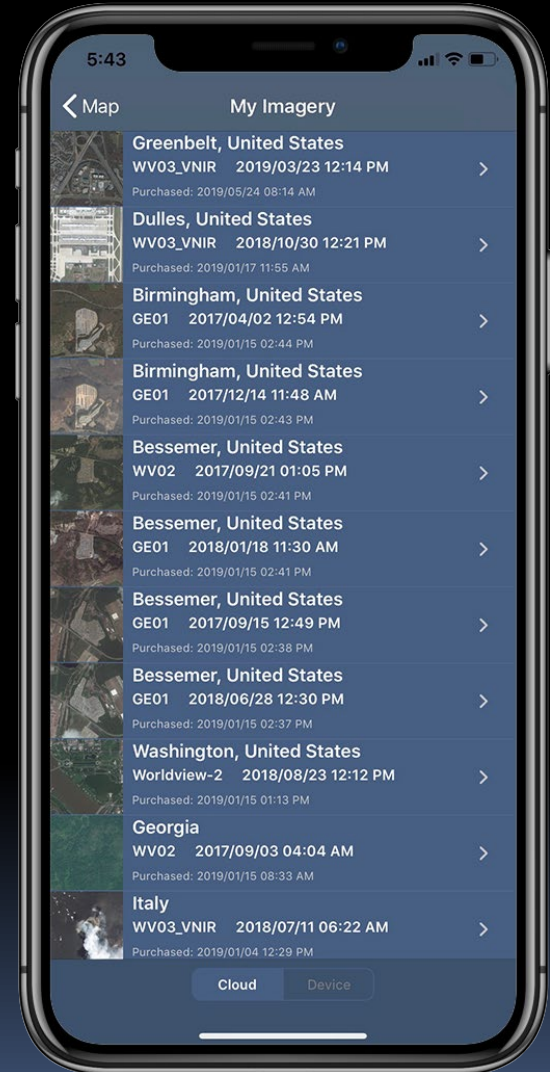 5:43
Map
My Imagery
Greenbelt, United States
WV03_VNIR 2019/03/23 12:14 PM
Purchased: 2019/05/24 08:14 AM
Dulles, United States
WV03_VNIR 2018/10/30 12:21 PM
Purchased: 2019/01/17 11:55 AM
Birmingham, United States
GE01 2017/04/02 12:54 PM
Purchased: 2019/01/15 02:44 PM
Birmingham, United States
GE01 2017/12/14 11:48 AM
Purchased: 2019/01/15 02:43 PM
Bessemer, United States
WV02 2017/09/21 01:05 PM
Purchased: 2019/01/15 02:41 PM
Bessemer, United States
GE01 2018/01/18 11:30 AM
Purchased: 2019/01/15 02:41 PM
Bessemer, United States
GE01 2017/09/15 12:49 PM
Purchased: 2019/01/15 02:38 PM
Bessemer, United States
GE01 2018/06/28 12:30 PM
Purchased: 2019/01/15 02:37 PM
Washington, United States
Worldview-2 2018/08/23 12:12 PM
Purchased: 2019/01/15 01:13 PM
Georgia
WV02 2017/09/03 04:04 AM
Purchased: 2019/01/15 08:33 AM
Italy
WV03_VNIR 2018/07/11 06:22 AM
Purchased: 2019/01/04 12:29 PM
Cloud
Device